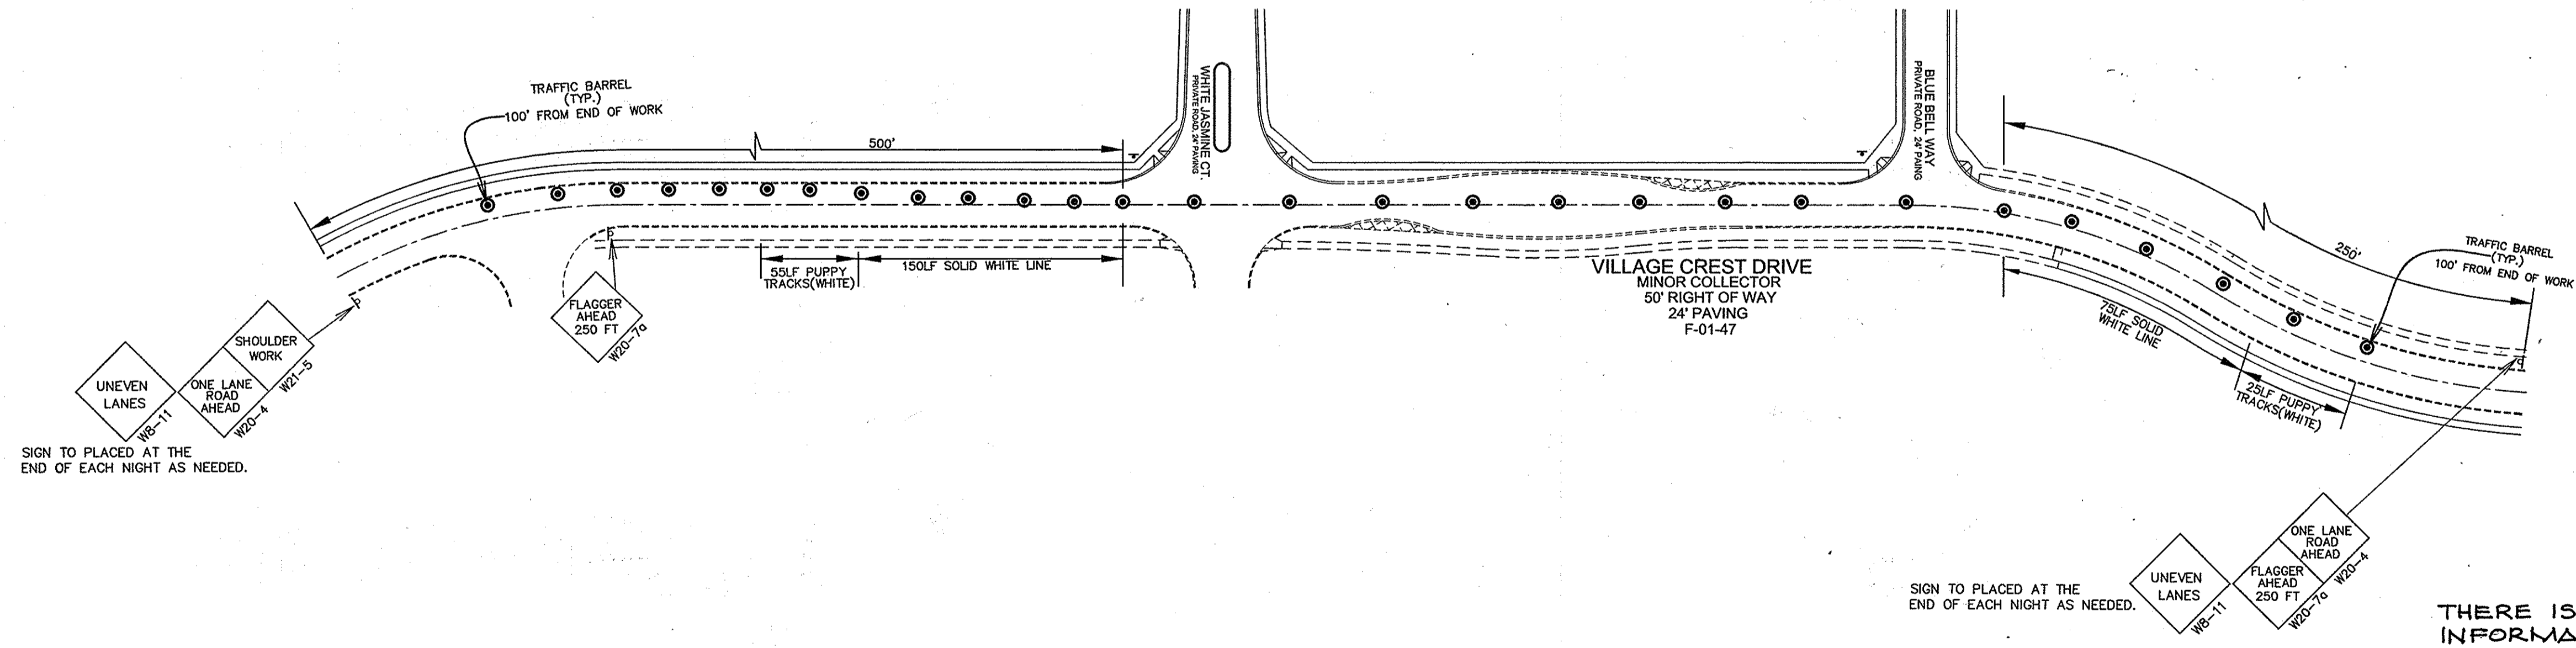 TRAFFIC BARREL
(TYP.)
100' FROM END OF WORK
500'
WHITE JASMINE CT.
PRIVATE ROAD, 24' PAVING
BLUE BELL WAY
PRIVATE ROAD, 24' PAING
250'
TRAFFIC BARREL
(TYP.)
100' FROM END OF WORK
55LF PUPPY
TRACKS(WHITE)
150LF SOLID WHITE LINE
FLAGGER
AHEAD
250 FT
W20-7a
VILLAGE CREST DRIVE
MINOR COLLECTOR
50' RIGHT OF WAY
24' PAVING
F-01-47
75LF SOLID
WHITE LINE
25LF PUPPY
TRACKS(WHITE)
SHOULDER
WORK
W21-5
ONE LANE
ROAD
AHEAD
W20-4
UNEVEN
LANES
W8-11
SIGN TO PLACED AT THE
END OF EACH NIGHT AS NEEDED.
ONE LANE
ROAD
AHEAD
W20-4
FLAGGER
AHEAD
250 FT
W20-7a
UNEVEN
LANES
W8-11
SIGN TO PLACED AT THE
END OF EACH NIGHT AS NEEDED.
THERE IS
INFORMA